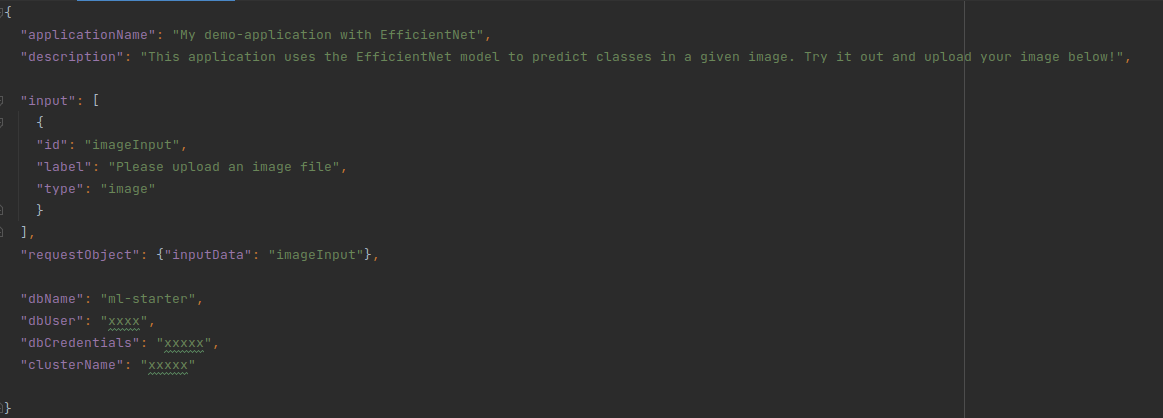 {
"applicationName": "My demo-application with EfficientNet",
"description": "This application uses the EfficientNet model to predict classes in a given image. Try it out and upload your image below!",
"input": [
{
"id": "imageInput",
"label": "Please upload an image file",
"type": "image"
}
],
"requestObject": {"inputData": "imageInput"},
"dbName": "ml-starter",
"dbUser": "xxxx",
"dbCredentials": "xxxxx",
"clusterName": "xxxxx"
}